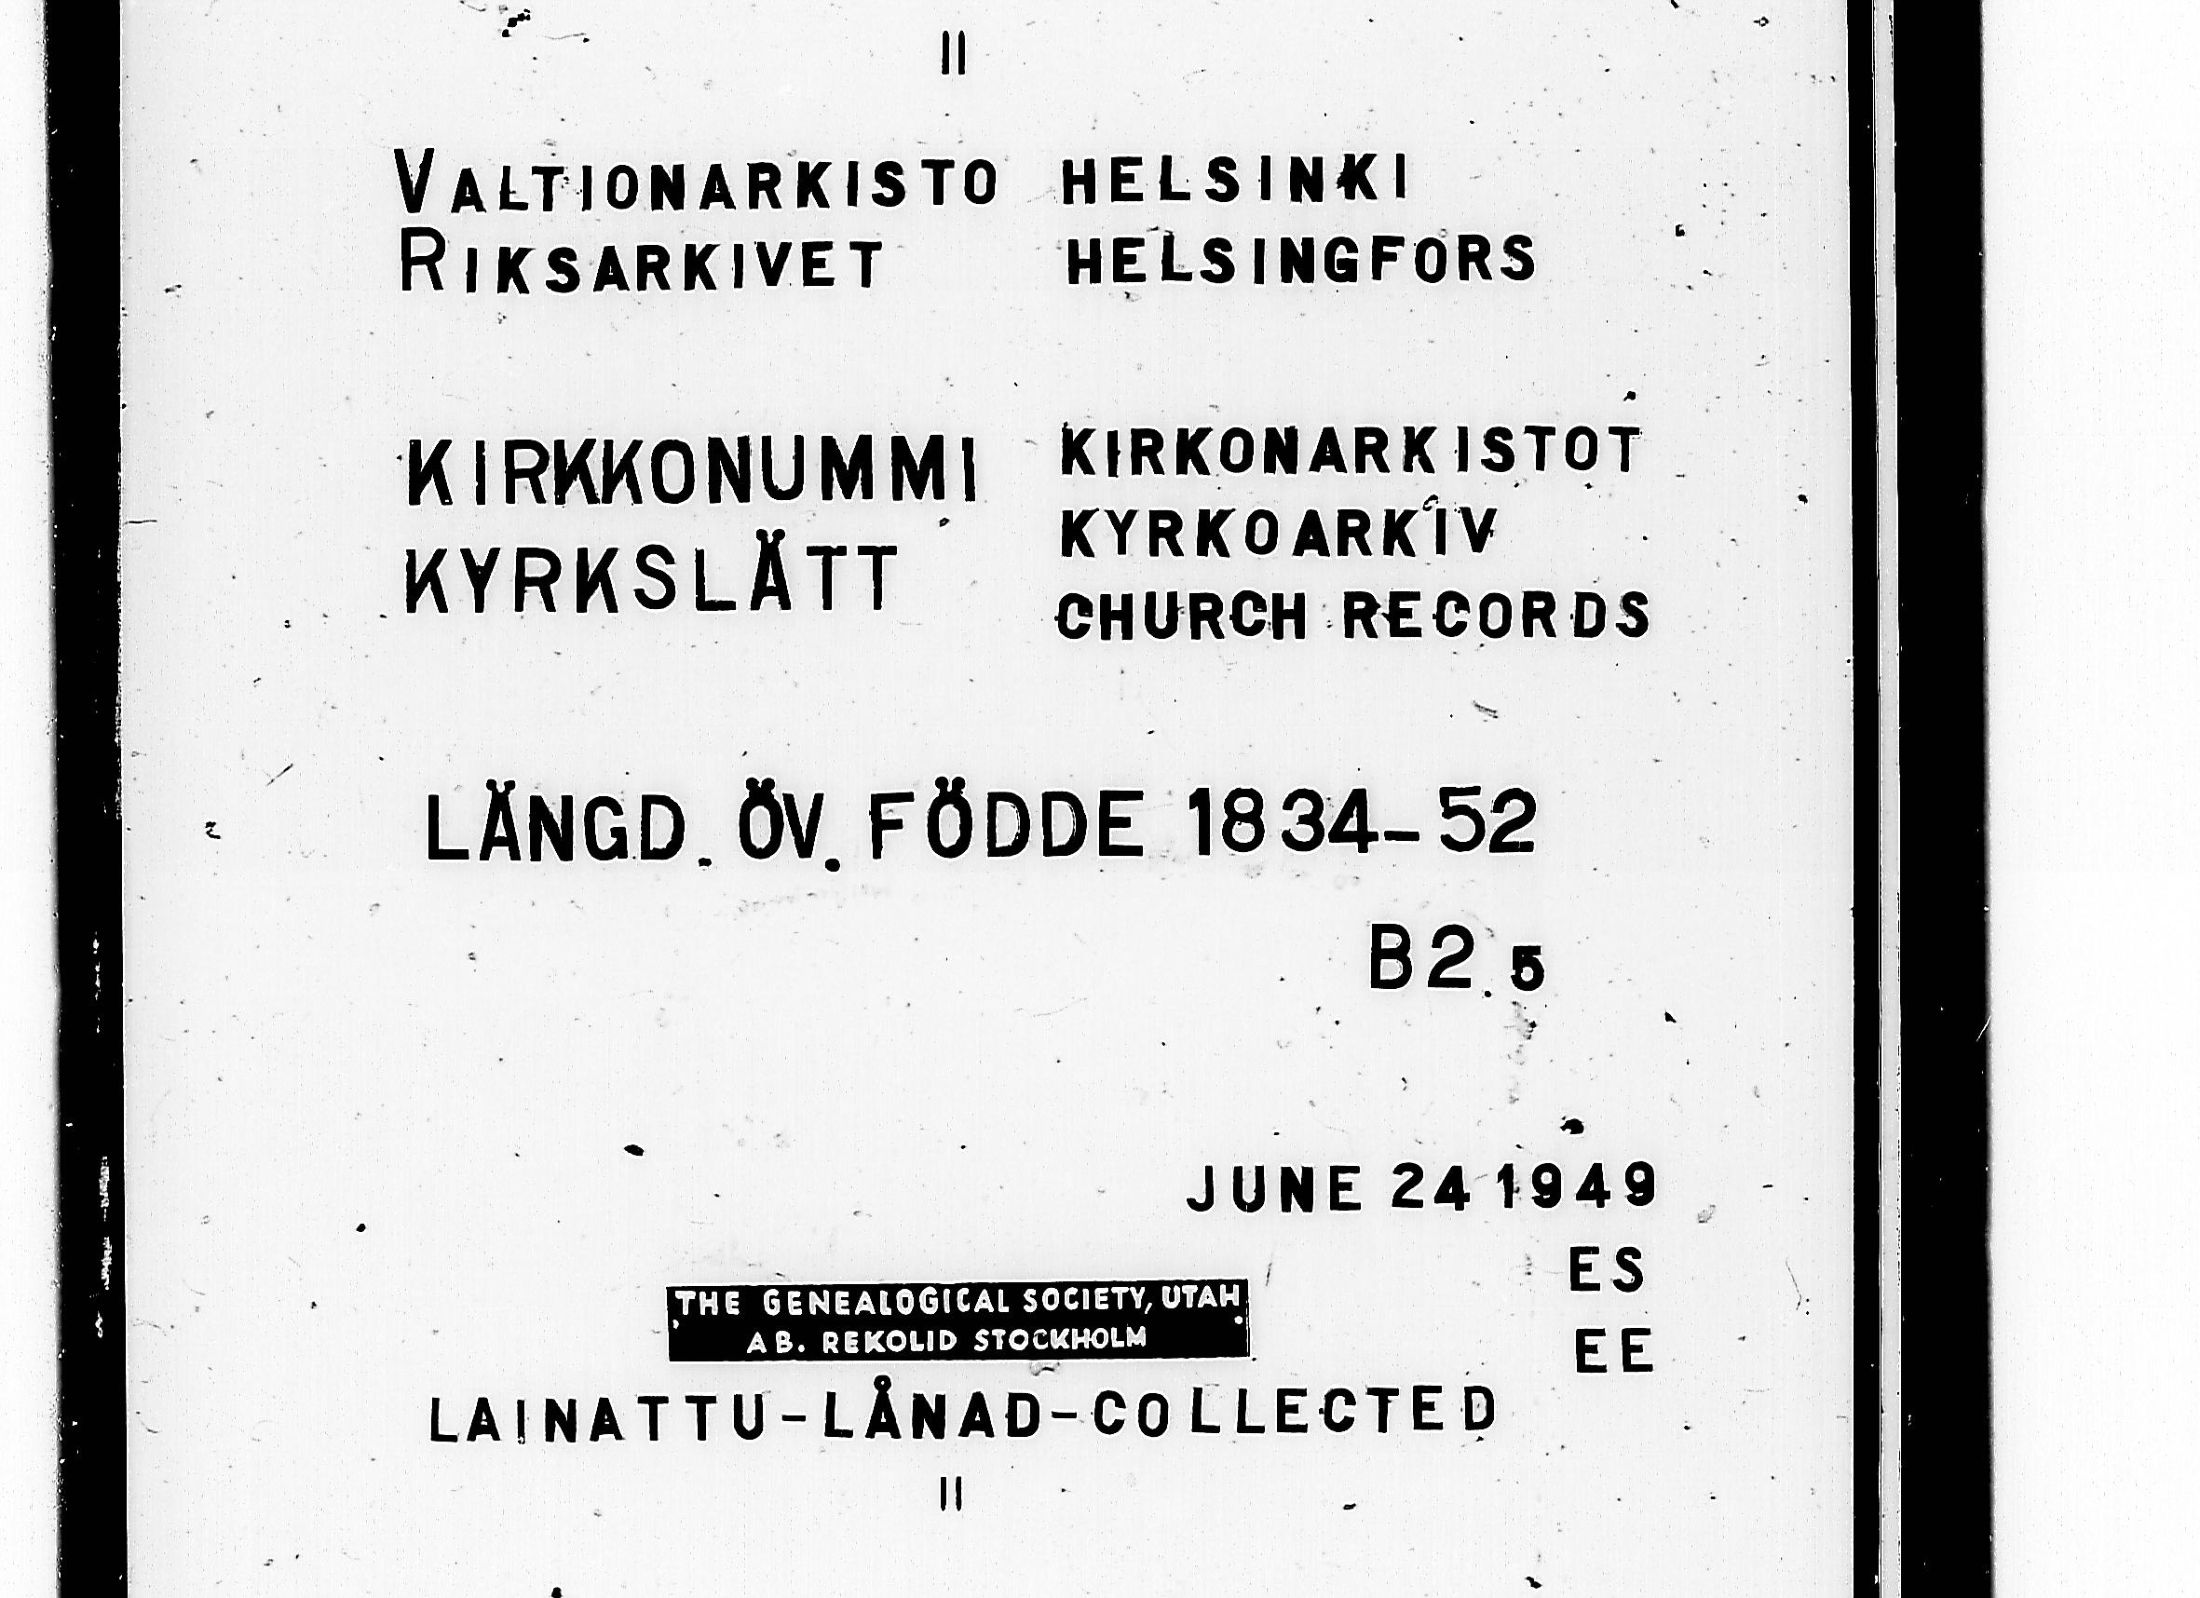 II
VALTIONARKISTO HELSINKI
RIKSARKIVET HELSINGFORS
KIRKKONUMMI KIRKONARKISTOT
KYRKSLÄTT KYRKOARKIV
CHURCH RECORDS
LÄNGD. ÖV. FÖDDE 1834-52
B2.5
JUNE 24 1949
ES
THE GENEALOGICAL SOCIETY, UTAH
AB. REKOLID STOCKHOLM
EE
LAINATTU-LÅNAD-COLLECTED
II